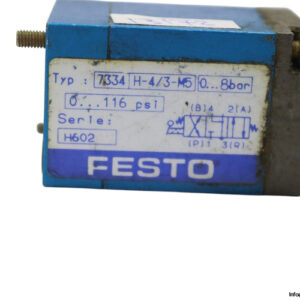 Typ : 7334 H-4/3-M5 0...8bar
0...116 psi
(B)4 2(A)
Serie:
H602
(P)1 3(R)
FESTO